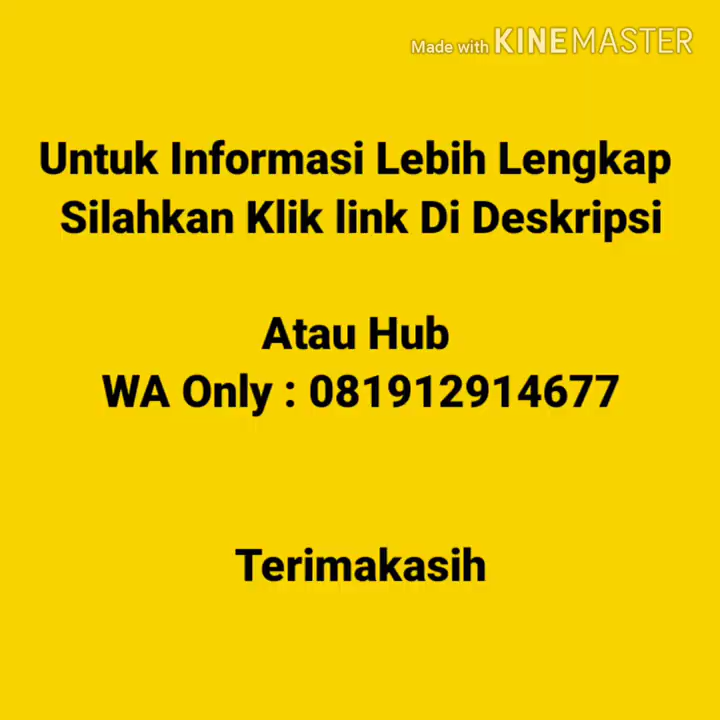 Made with KINEMASTER
Untuk Informasi Lebih Lengkap
Silahkan Klik link Di Deskripsi
Atau Hub
WA Only : 081912914677
Terimakasih